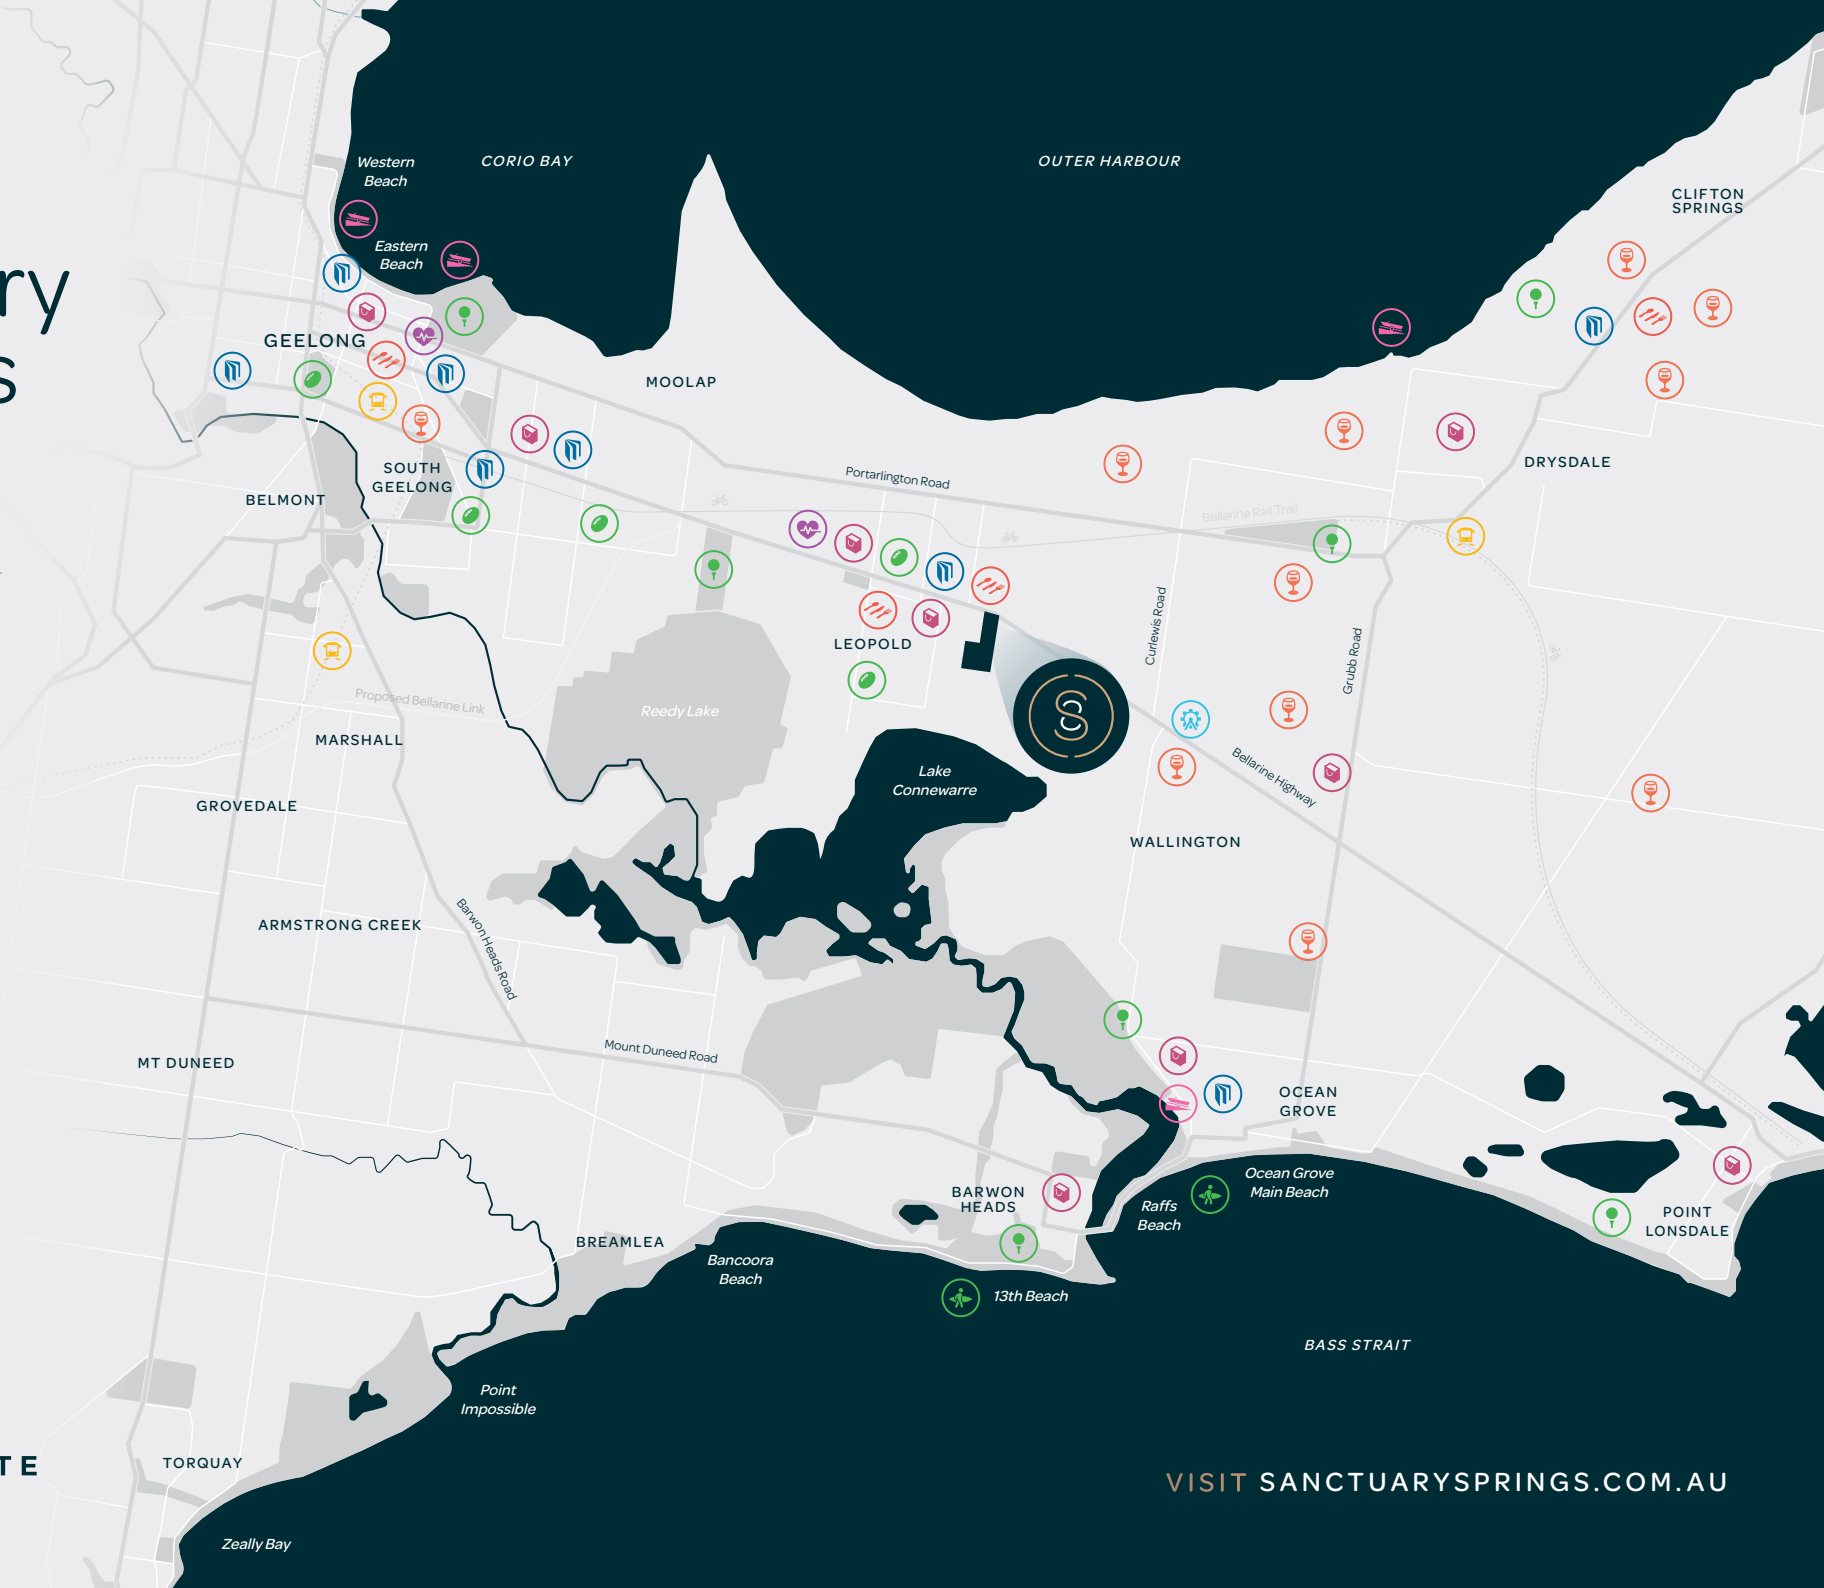 Western
Beach
CORIO BAY
OUTER HARBOUR
CLIFTON
SPRINGS
Eastern
Beach
ry
s
GEELONG
MOOLAP
SOUTH
GEELONG
BELMONT
Portarlington Road
DRYSDALE
Bellarine Rail Trail
Curlewis Road
Grubb Road
LEOPOLD
Proposed Bellarine Link
Reedy Lake
MARSHALL
Lake
Connewarre
Bellarine Highway
GROVEDALE
WALLINGTON
ARMSTRONG CREEK
Barwon Heads Road
Mount Duneed Road
MT DUNEED
OCEAN
GROVE
Ocean Grove
Main Beach
BARWON
HEADS
Raffs
Beach
POINT
LONSDALE
BREAMLEA
Bancoora
Beach
13th Beach
BASS STRAIT
Point
Impossible
TE
TORQUAY
VISIT SANCTUARYSPRINGS.COM.AU
Zeally Bay